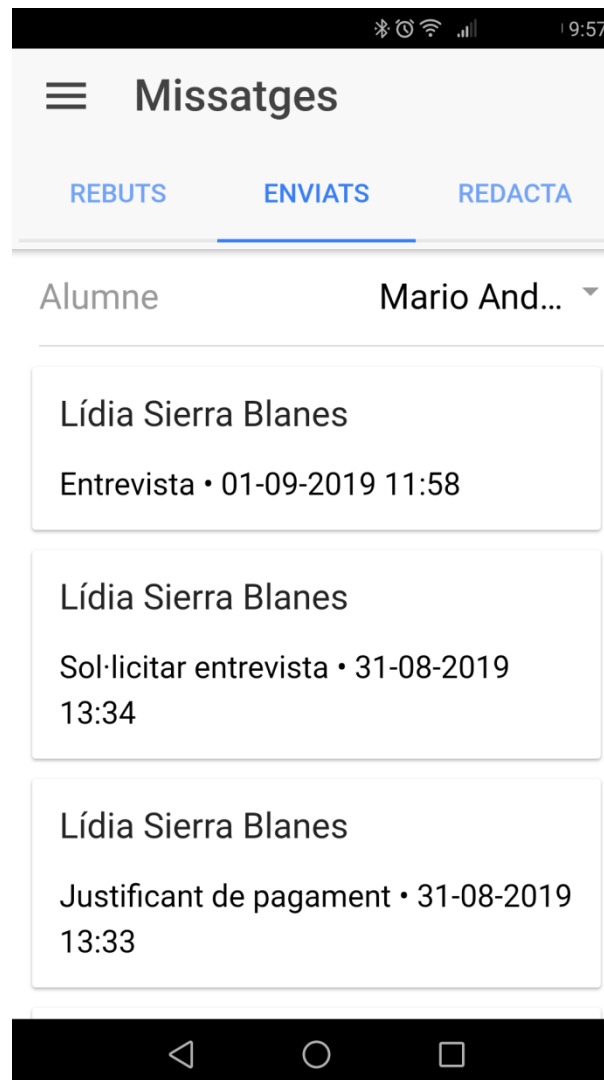 9:57
Missatges
REBUTS ENVIATS REDACTA
Alumne Mario And...
Lídia Sierra Blanes
Entrevista • 01-09-2019 11:58
Lídia Sierra Blanes
Sol·licitar entrevista • 31-08-2019
13:34
Lídia Sierra Blanes
Justificant de pagament • 31-08-2019
13:33